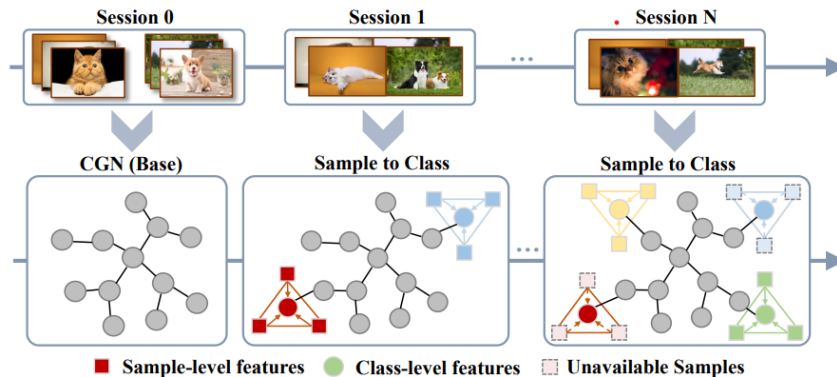 Session 0
Session 1
Session N
...
CGN (Base)
Sample to Class
Sample to Class
...
Sample-level features
Class-level features
Unavailable Samples